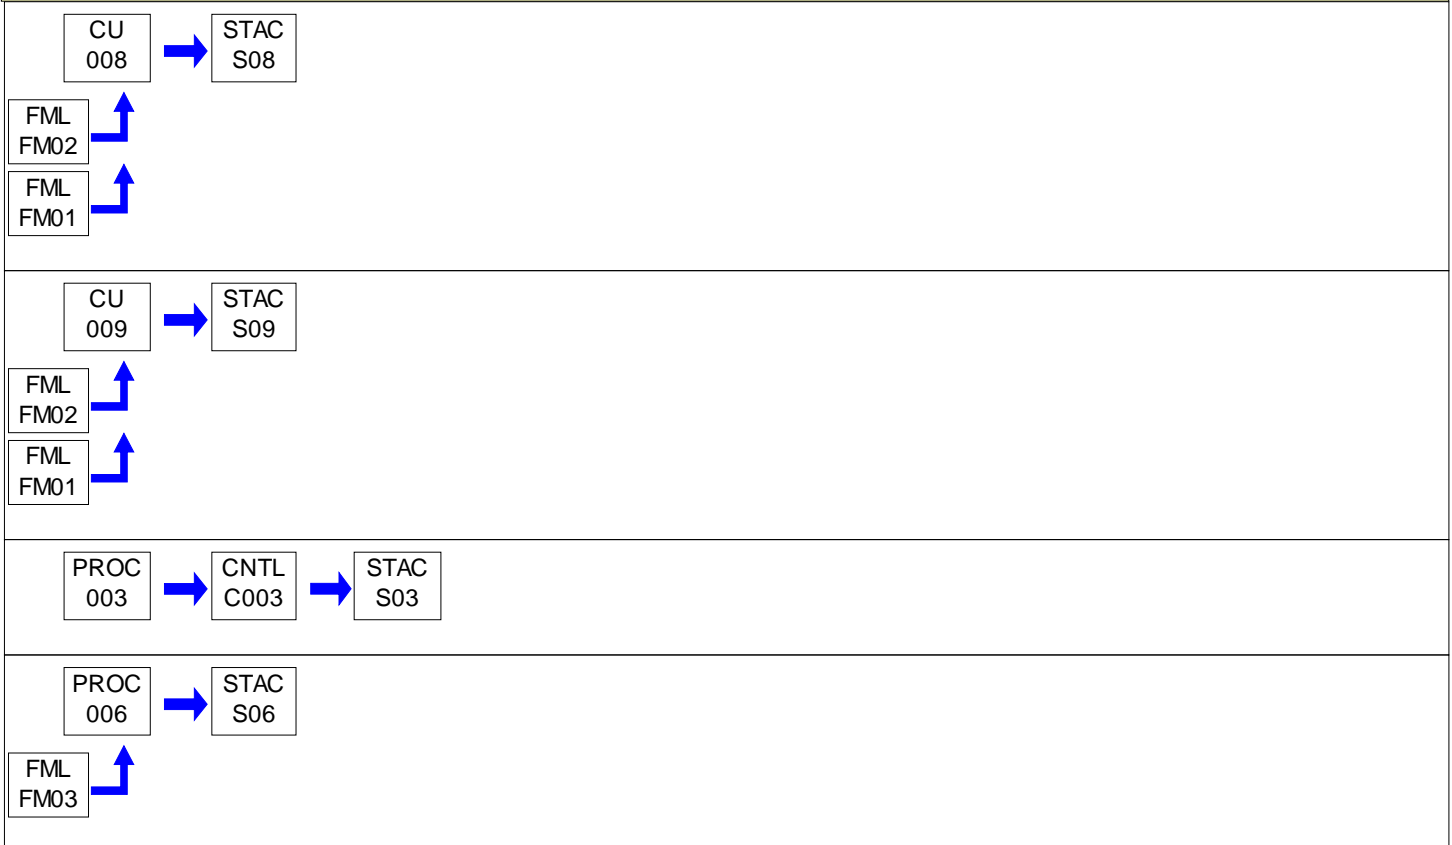 CU
008
STAC
S08
FML
FM02
FML
FM01
CU
009
STAC
S09
FML
FM02
FML
FM01
PROC
003
CNTL
C003
STAC
S03
PROC
006
STAC
S06
FML
FM03